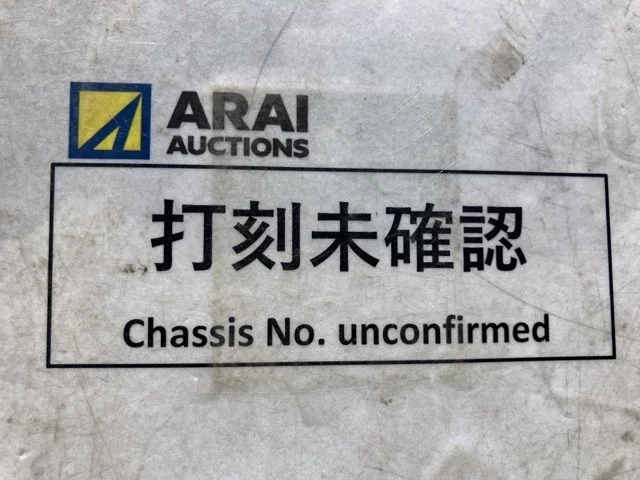 ARAI
AUCTIONS
打刻未確認
Chassis No. unconfirmed